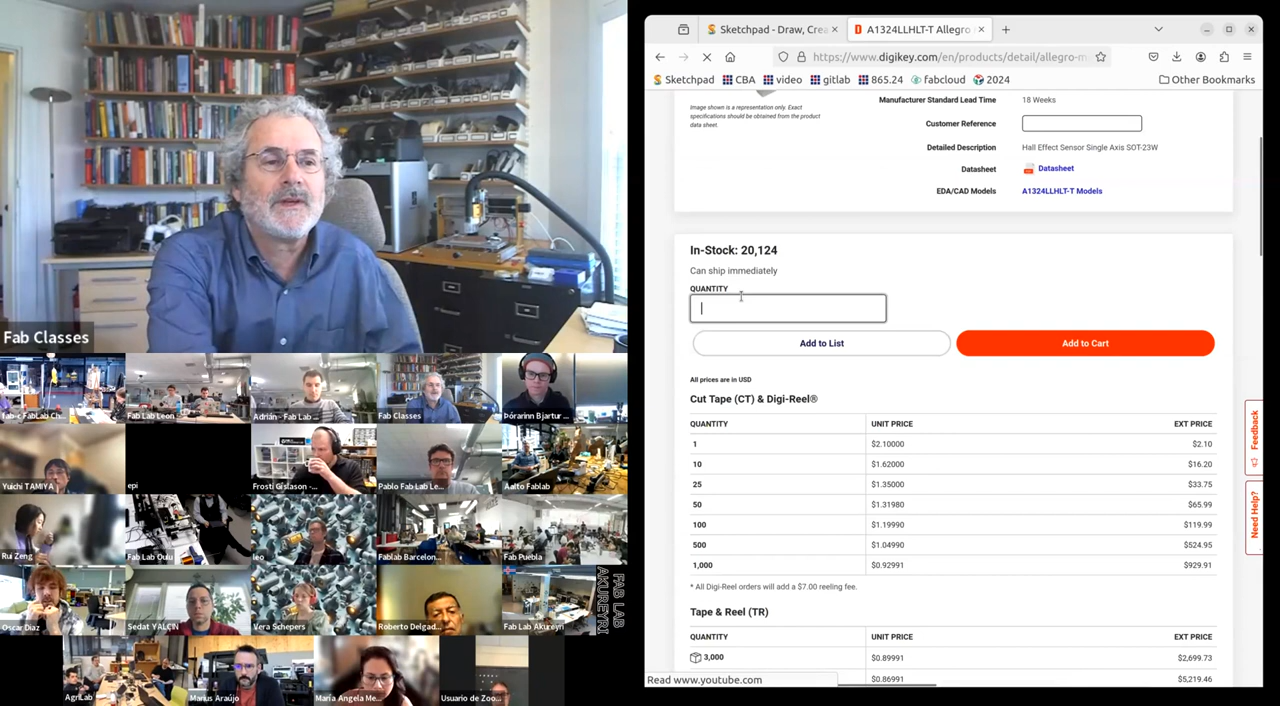 Fab Classes
fab-c FabLab Ch...
Fab Lab Leon
Adrián - Fab Lab ...
Fab Classes
Þórarinn Bjartur ...
Yuichi TAMIYA
epi
Frosti Gíslason - ...
Pablo Fab Lab Le...
Aalto Fablab
Rui Zeng
Fab Lab Oulu
leo
Fablab Barcelon...
Fab Puebla
Oscar Diaz
Sedat YALÇIN
Vera Schepers
Roberto Delgad...
Fab Lab Akureyri
FAB LAB
AKUREYRI
AgriLab
Marius Araújo
María Angela Me...
Usuario de Zoo...
Sketchpad - Draw, Crea
A1324LLHLT-T Allegro
https://www.digikey.com/en/products/detail/allegro-m
Sketchpad
CBA
video
gitlab
865.24
fabcloud
2024
Other Bookmarks
Image shown is a representation only. Exact
specifications should be obtained from the product
data sheet.
Manufacturer Standard Lead Time 18 Weeks
Customer Reference
Detailed Description Hall Effect Sensor Single Axis SOT-23W
Datasheet Datasheet
EDA/CAD Models A1324LLHLT-T Models
In-Stock: 20,124
Can ship immediately
QUANTITY
Add to List
Add to Cart
All prices are in USD
Cut Tape (CT) & Digi-Reel®
QUANTITY UNIT PRICE EXT PRICE
1 $2.10000 $2.10
10 $1.62000 $16.20
25 $1.35000 $33.75
50 $1.31980 $65.99
100 $1.19990 $119.99
500 $1.04990 $524.95
1,000 $0.92991 $929.91
* All Digi-Reel orders will add a $7.00 reeling fee.
Tape & Reel (TR)
QUANTITY UNIT PRICE EXT PRICE
3,000 $0.89991 $2,699.73
$0.86991 $5,219.46
Read www.youtube.com
Feedback
Need Help?